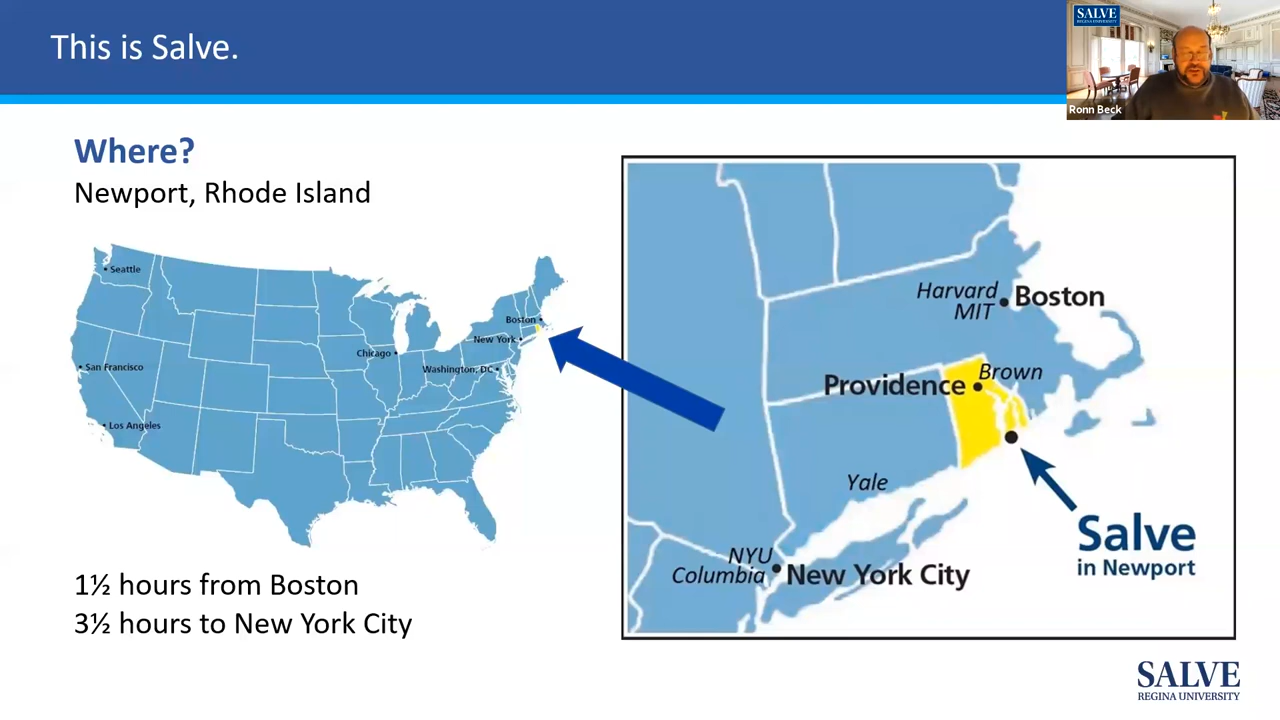 This is Salve.
SALVE
REGINA UNIVERSITY
Ronn Beck
Where?
Newport, Rhode Island
Seattle
San Francisco
Los Angeles
Chicago
Boston
New York
Washington, DC
1½ hours from Boston
3½ hours to New York City
Harvard
MIT
Boston
Brown
Providence
Yale
NYU
Columbia
New York City
Salve
in Newport
SALVE
REGINA UNIVERSITY